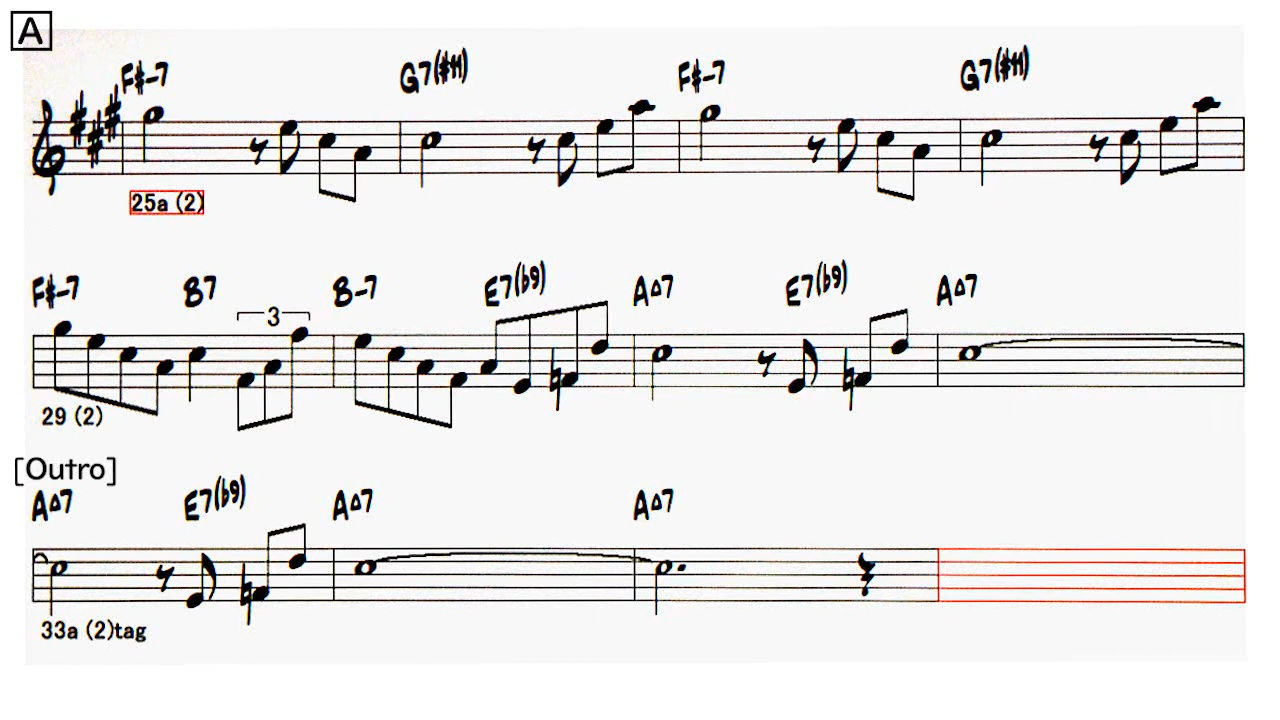 A
F#-7 G7(#11) F#-7 G7(#11)
25a (2)
F#-7 B7 B-7 E7(b9) A△7 E7(b9) A△7
3
29 (2)
[Outro]
A△7 E7(b9) A△7 A△7
33a (2)tag